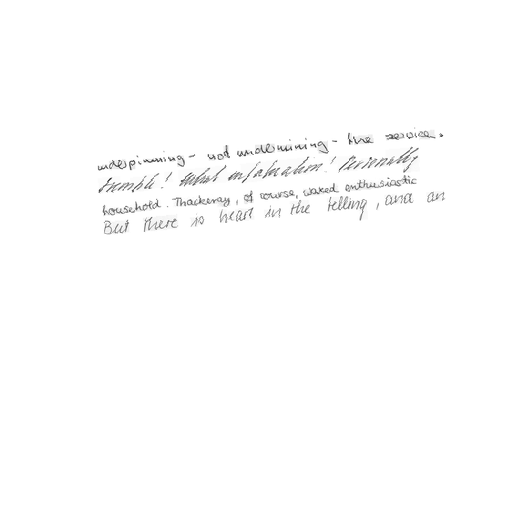 underpinning - not undermining - the service.
tremble! What infatuation! Personally
household. Thackeray, of course, waxed enthusiastic
But there is heart in the telling, and an